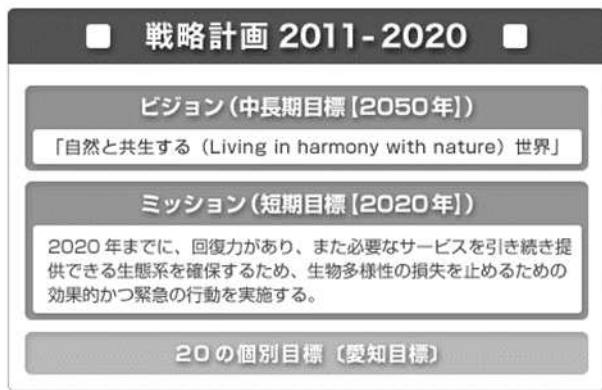 ■ 戦略計画 2011-2020 ■
ビジョン(中長期目標【2050年】)
「自然と共生する（Living in harmony with nature）世界」
ミッション(短期目標【2020年】)
2020年までに、回復力があり、また必要なサービスを引き続き提
供できる生態系を確保するため、生物多様性の損失を止めるための
効果的かつ緊急の行動を実施する。
20の個別目標〔愛知目標〕